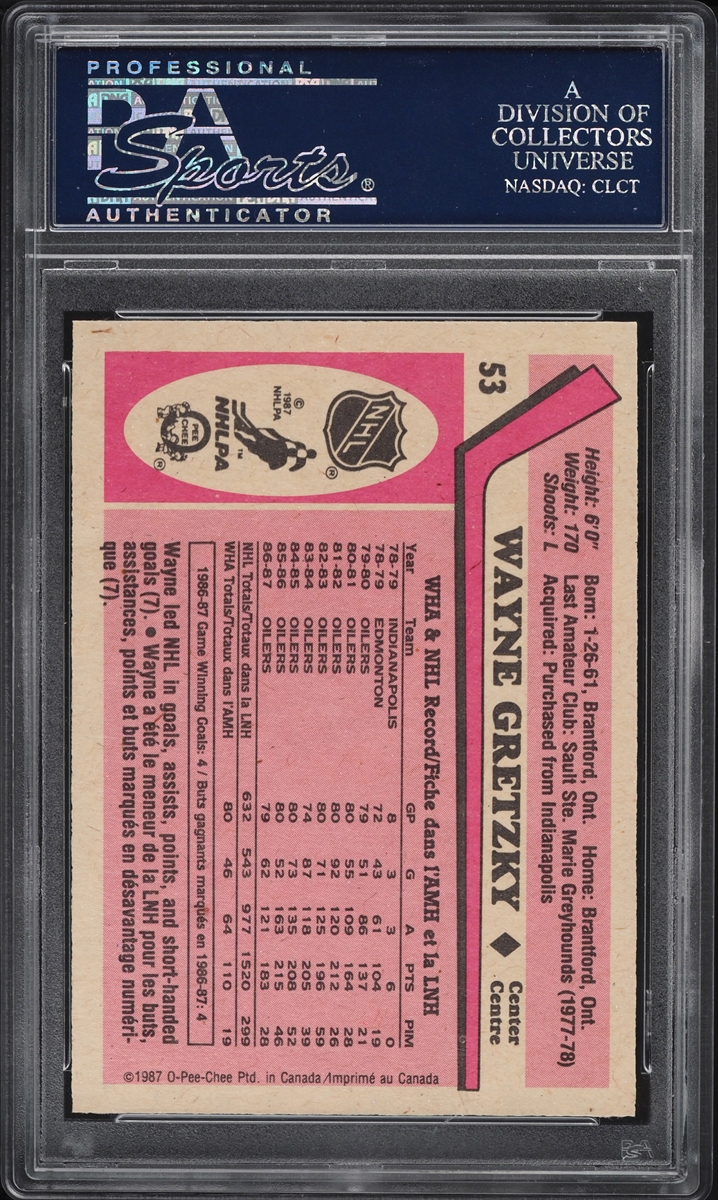 PROFESSIONAL
PSA
Sports®
AUTHENTICATOR
A
DIVISION OF
COLLECTORS
UNIVERSE
NASDAQ: CLCT
53
Height: 6'0" Born: 1-26-61, Brantford, Ont. Home: Brantford, Ont.
Weight: 170 Last Amateur Club: Sault Ste. Marie Greyhounds (1977-78)
Shoots: L Acquired: Purchased from Indianapolis
WAYNE GRETZKY ◆ Center
Centre
NHL ®
© 1987 NHLPA
NHLPA ™
O PEE CHEE ®
WHA & NHL Record/Fiche dans l'AMH et la LNH
Year Team GP G A PTS PIM
78-79 INDIANAPOLIS 8 3 3 6 0
78-79 EDMONTON 72 43 61 104 19
79-80 OILERS 79 51 86 137 21
80-81 OILERS 80 55 109 164 28
81-82 OILERS 80 92 120 212 26
82-83 OILERS 80 71 125 196 59
83-84 OILERS 74 87 118 205 39
84-85 OILERS 80 73 135 208 52
85-86 OILERS 80 52 163 215 46
86-87 OILERS 79 62 121 183 28
NHL Totals/Totaux dans la LNH 632 543 977 1520 299
WHA Totals/Totaux dans l'AMH 80 46 64 110 19
1986-87 Game Winning Goals: 4 / Buts gagnants marqués en 1986-87: 4
Wayne led NHL in goals, assists, points, and short-handed
goals (7). ● Wayne a été le meneur de la LNH pour les buts,
assistances, points et buts marqués en désavantage numéri-
que (7).
©1987 O-Pee-Chee Ptd. in Canada/Imprimé au Canada
PSA